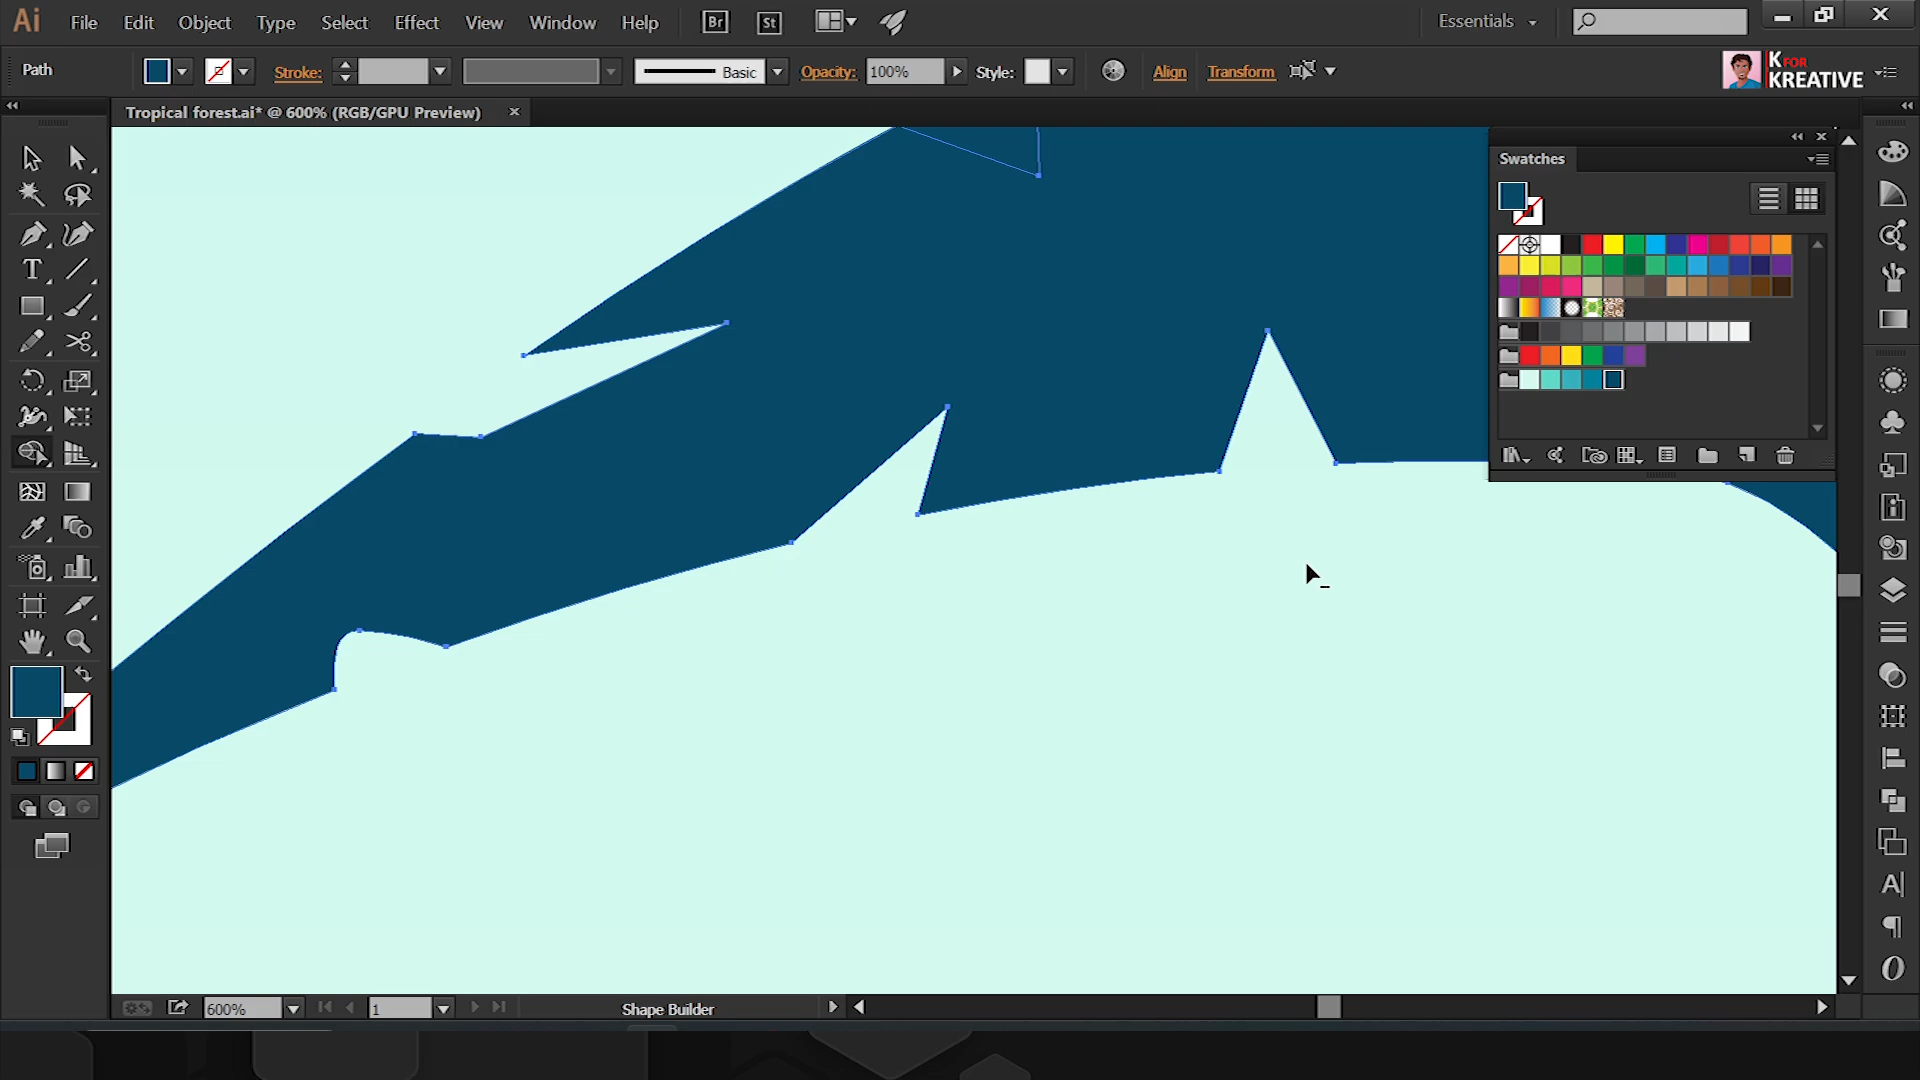 Ai File Edit Object Type Select Effect View Window Help Br St Essentials
Path Stroke: Basic Opacity: 100% Style: Align Transform K FOR KREATIVE
Tropical forest.ai* @ 600% (RGB/GPU Preview)
Swatches
600% 1 Shape Builder